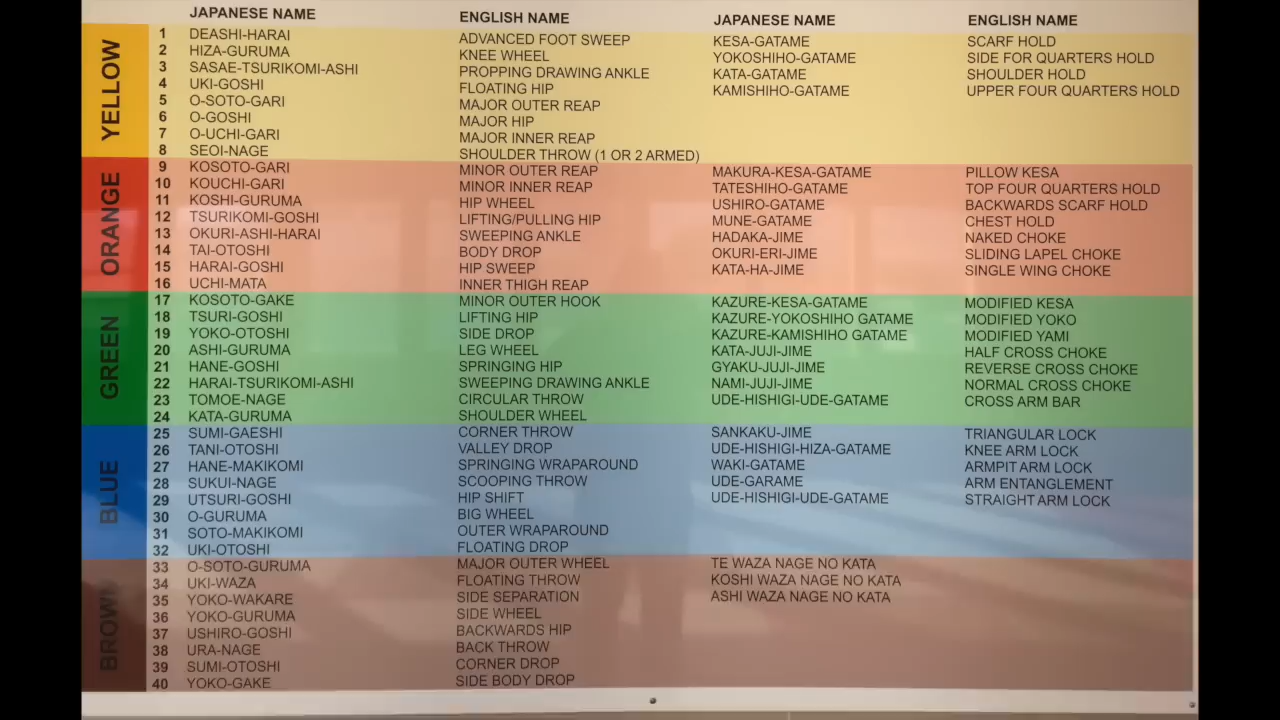 JAPANESE NAME ENGLISH NAME JAPANESE NAME ENGLISH NAME
YELLOW
1 DEASHI-HARAI ADVANCED FOOT SWEEP KESA-GATAME SCARF HOLD
2 HIZA-GURUMA KNEE WHEEL YOKOSHIHO-GATAME SIDE FOR QUARTERS HOLD
3 SASAE-TSURIKOMI-ASHI PROPPING DRAWING ANKLE KATA-GATAME SHOULDER HOLD
4 UKI-GOSHI FLOATING HIP KAMISHIHO-GATAME UPPER FOUR QUARTERS HOLD
5 O-SOTO-GARI MAJOR OUTER REAP
6 O-GOSHI MAJOR HIP
7 O-UCHI-GARI MAJOR INNER REAP
8 SEOI-NAGE SHOULDER THROW (1 OR 2 ARMED)
ORANGE
9 KOSOTO-GARI MINOR OUTER REAP MAKURA-KESA-GATAME PILLOW KESA
10 KOUCHI-GARI MINOR INNER REAP TATESHIHO-GATAME TOP FOUR QUARTERS HOLD
11 KOSHI-GURUMA HIP WHEEL USHIRO-GATAME BACKWARDS SCARF HOLD
12 TSURIKOMI-GOSHI LIFTING/PULLING HIP MUNE-GATAME CHEST HOLD
13 OKURI-ASHI-HARAI SWEEPING ANKLE HADAKA-JIME NAKED CHOKE
14 TAI-OTOSHI BODY DROP OKURI-ERI-JIME SLIDING LAPEL CHOKE
15 HARAI-GOSHI HIP SWEEP KATA-HA-JIME SINGLE WING CHOKE
16 UCHI-MATA INNER THIGH REAP
GREEN
17 KOSOTO-GAKE MINOR OUTER HOOK KAZURE-KESA-GATAME MODIFIED KESA
18 TSURI-GOSHI LIFTING HIP KAZURE-YOKOSHIHO GATAME MODIFIED YOKO
19 YOKO-OTOSHI SIDE DROP KAZURE-KAMISHIHO GATAME MODIFIED YAMI
20 ASHI-GURUMA LEG WHEEL KATA-JUJI-JIME HALF CROSS CHOKE
21 HANE-GOSHI SPRINGING HIP GYAKU-JUJI-JIME REVERSE CROSS CHOKE
22 HARAI-TSURIKOMI-ASHI SWEEPING DRAWING ANKLE NAMI-JUJI-JIME NORMAL CROSS CHOKE
23 TOMOE-NAGE CIRCULAR THROW UDE-HISHIGI-UDE-GATAME CROSS ARM BAR
24 KATA-GURUMA SHOULDER WHEEL
BLUE
25 SUMI-GAESHI CORNER THROW SANKAKU-JIME TRIANGULAR LOCK
26 TANI-OTOSHI VALLEY DROP UDE-HISHIGI-HIZA-GATAME KNEE ARM LOCK
27 HANE-MAKIKOMI SPRINGING WRAPAROUND WAKI-GATAME ARMPIT ARM LOCK
28 SUKUI-NAGE SCOOPING THROW UDE-GARAME ARM ENTANGLEMENT
29 UTSURI-GOSHI HIP SHIFT UDE-HISHIGI-UDE-GATAME STRAIGHT ARM LOCK
30 O-GURUMA BIG WHEEL
31 SOTO-MAKIKOMI OUTER WRAPAROUND
32 UKI-OTOSHI FLOATING DROP
BROWN
33 O-SOTO-GURUMA MAJOR OUTER WHEEL TE WAZA NAGE NO KATA
34 UKI-WAZA FLOATING THROW KOSHI WAZA NAGE NO KATA
35 YOKO-WAKARE SIDE SEPARATION ASHI WAZA NAGE NO KATA
36 YOKO-GURUMA SIDE WHEEL
37 USHIRO-GOSHI BACKWARDS HIP
38 URA-NAGE BACK THROW
39 SUMI-OTOSHI CORNER DROP
40 YOKO-GAKE SIDE BODY DROP